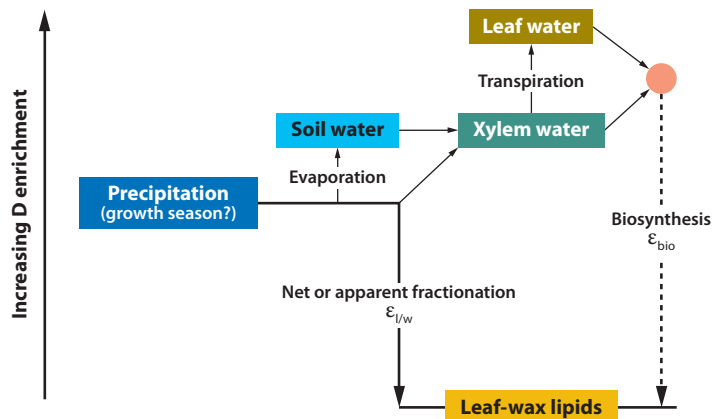 Increasing D enrichment
Leaf water
Transpiration
Soil water
Xylem water
Evaporation
Precipitation
(growth season?)
Biosynthesis
εbio
Net or apparent fractionation
εl/w
Leaf-wax lipids